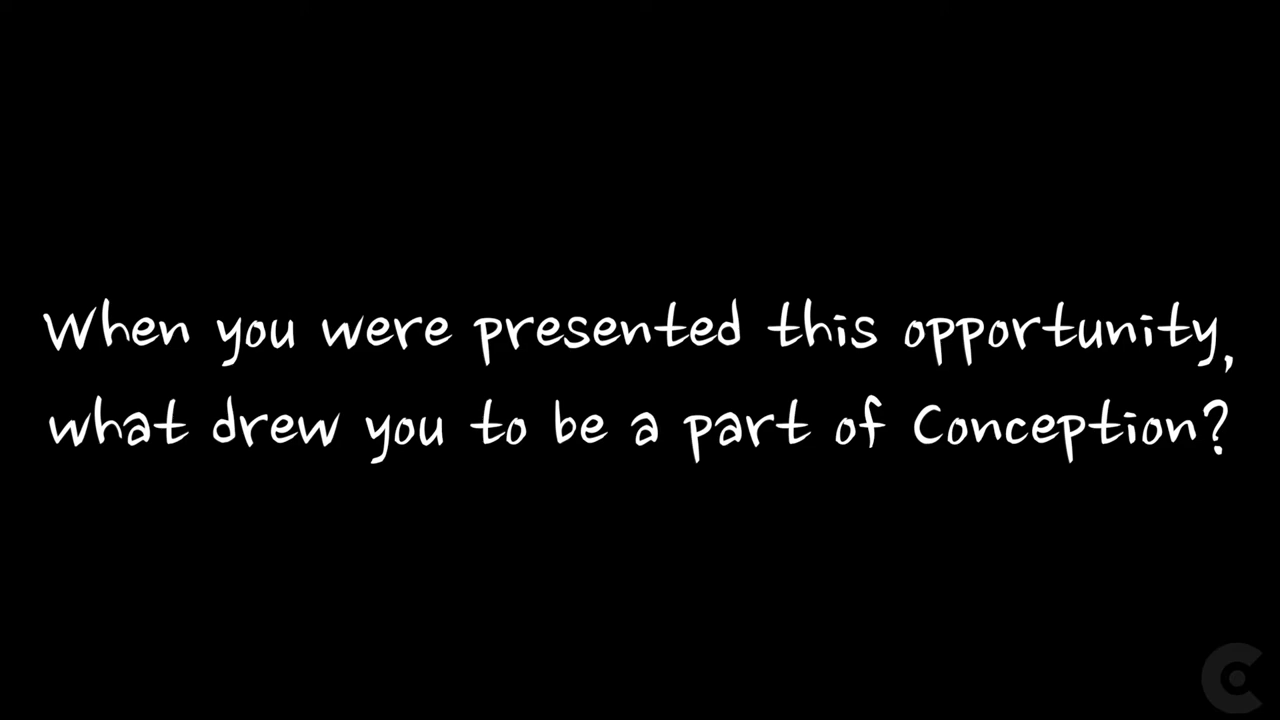 When you were presented this opportunity,
what drew you to be a part of Conception?